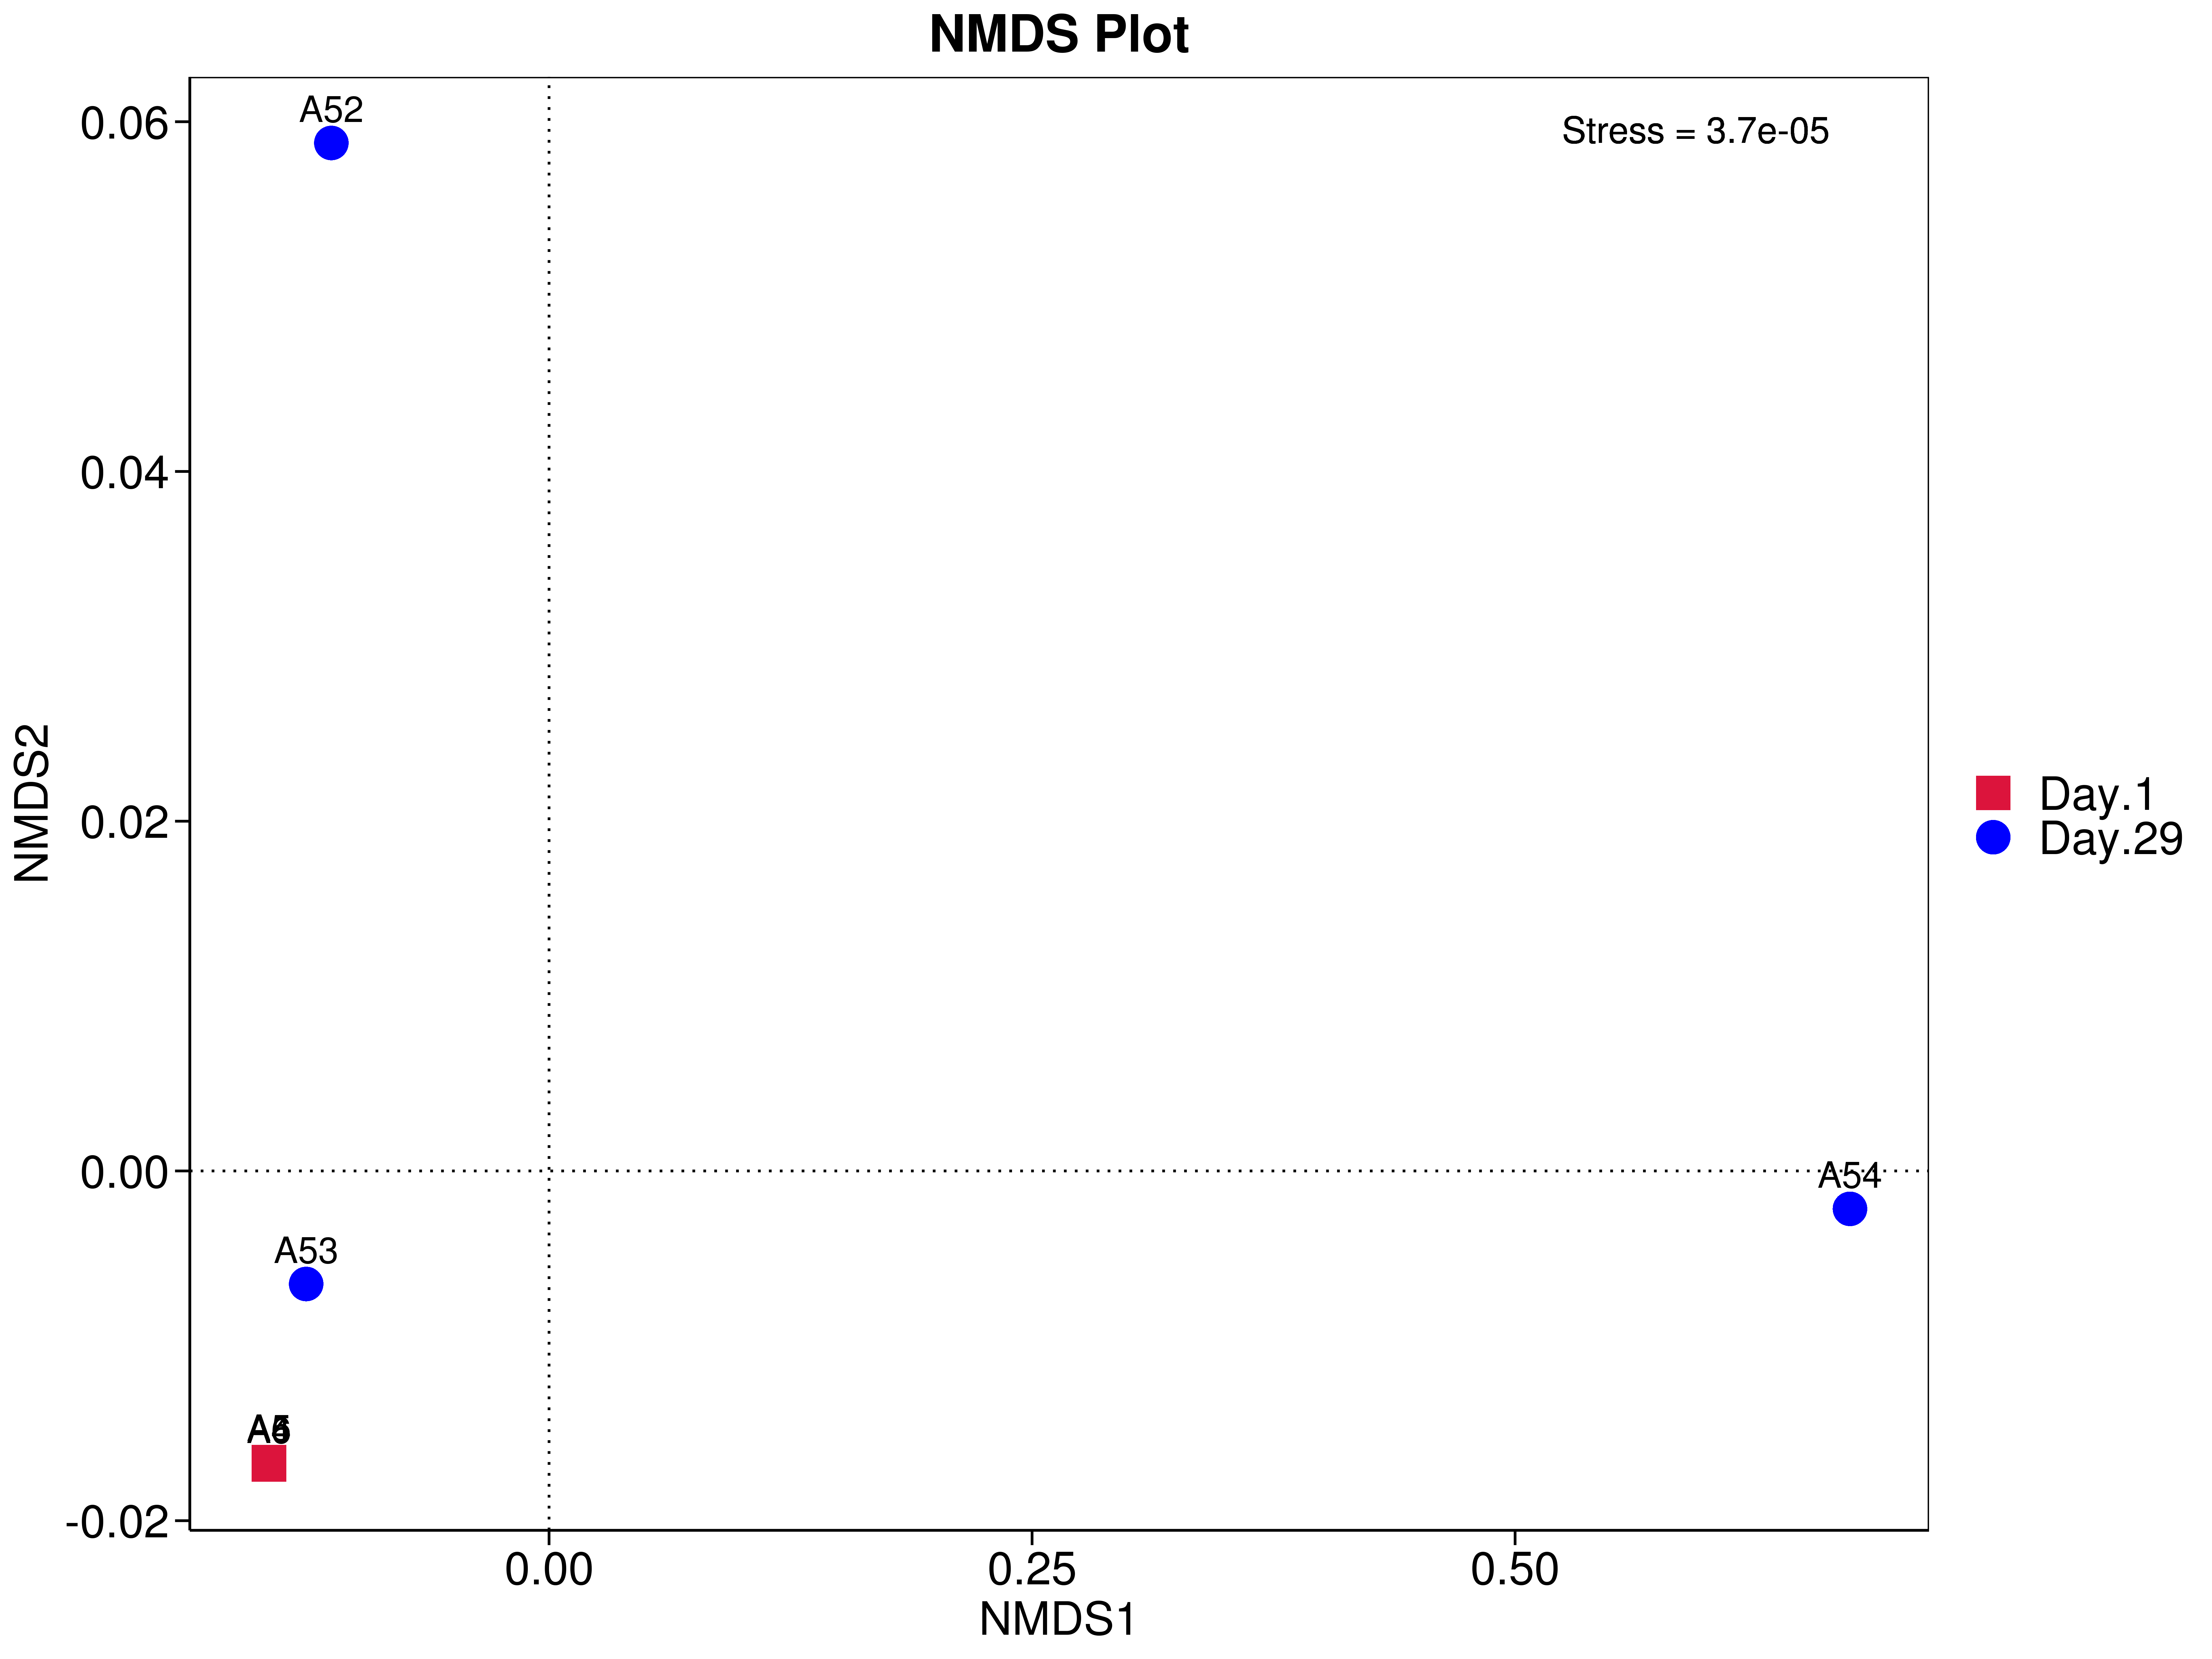 NMDS Plot
Stress = 3.7e-05
0.06
0.04
0.02
0.00
-0.02
NMDS2
A52
A54
A53
0.00
0.25
0.50
NMDS1
Day.1
Day.29